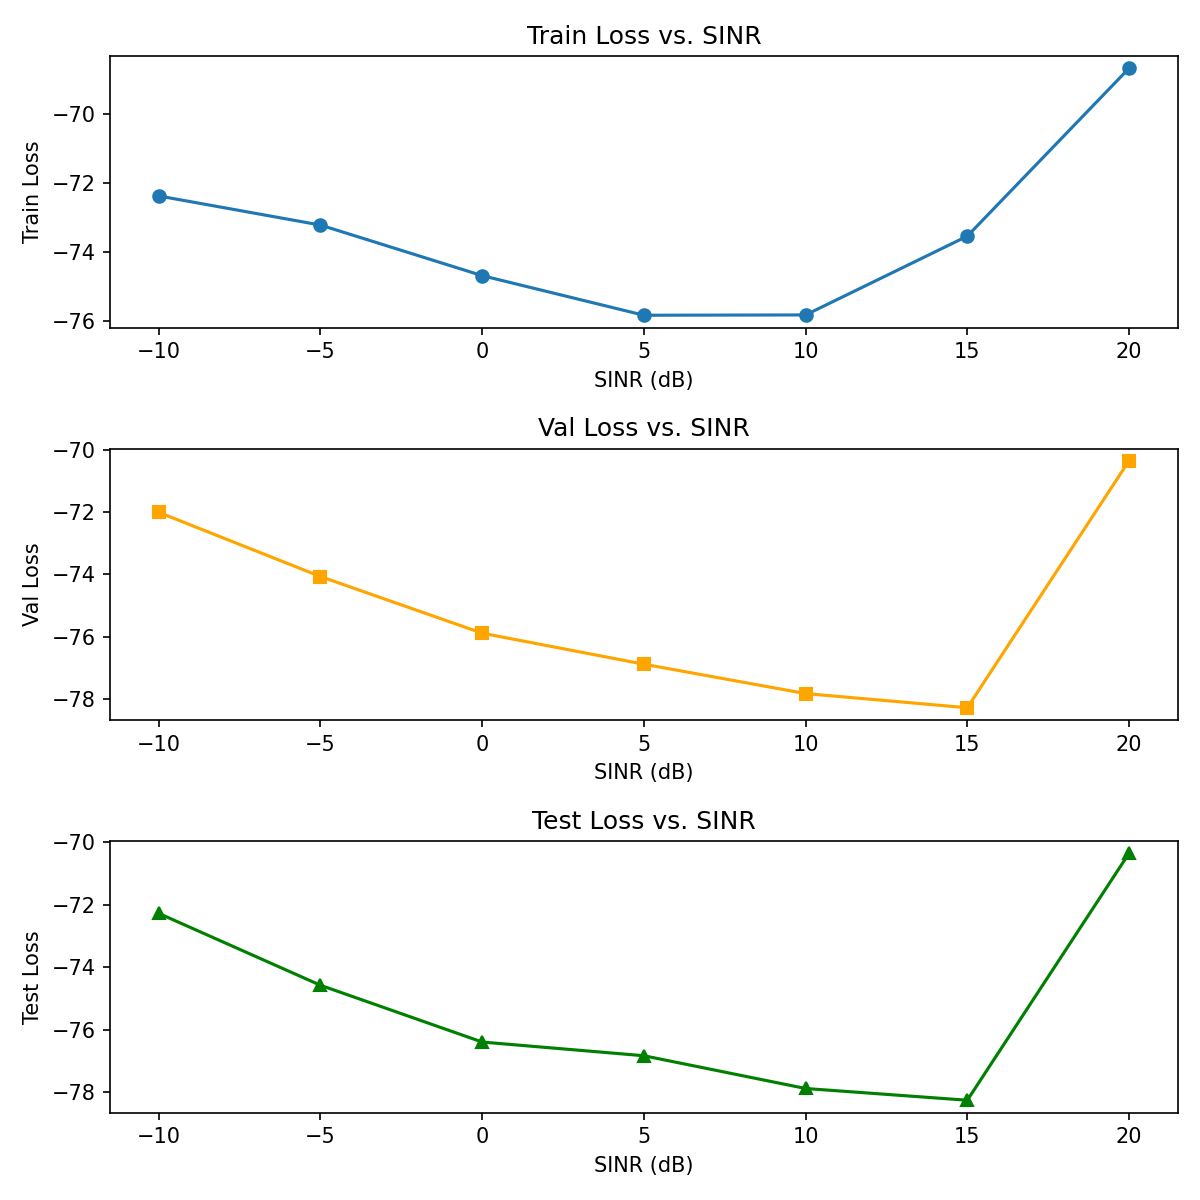 Train Loss vs. SINR
−70
−72
−74
−76
Train Loss
−10 −5 0 5 10 15 20
SINR (dB)
Val Loss vs. SINR
−70
−72
−74
−76
−78
Val Loss
−10 −5 0 5 10 15 20
SINR (dB)
Test Loss vs. SINR
−70
−72
−74
−76
−78
Test Loss
−10 −5 0 5 10 15 20
SINR (dB)